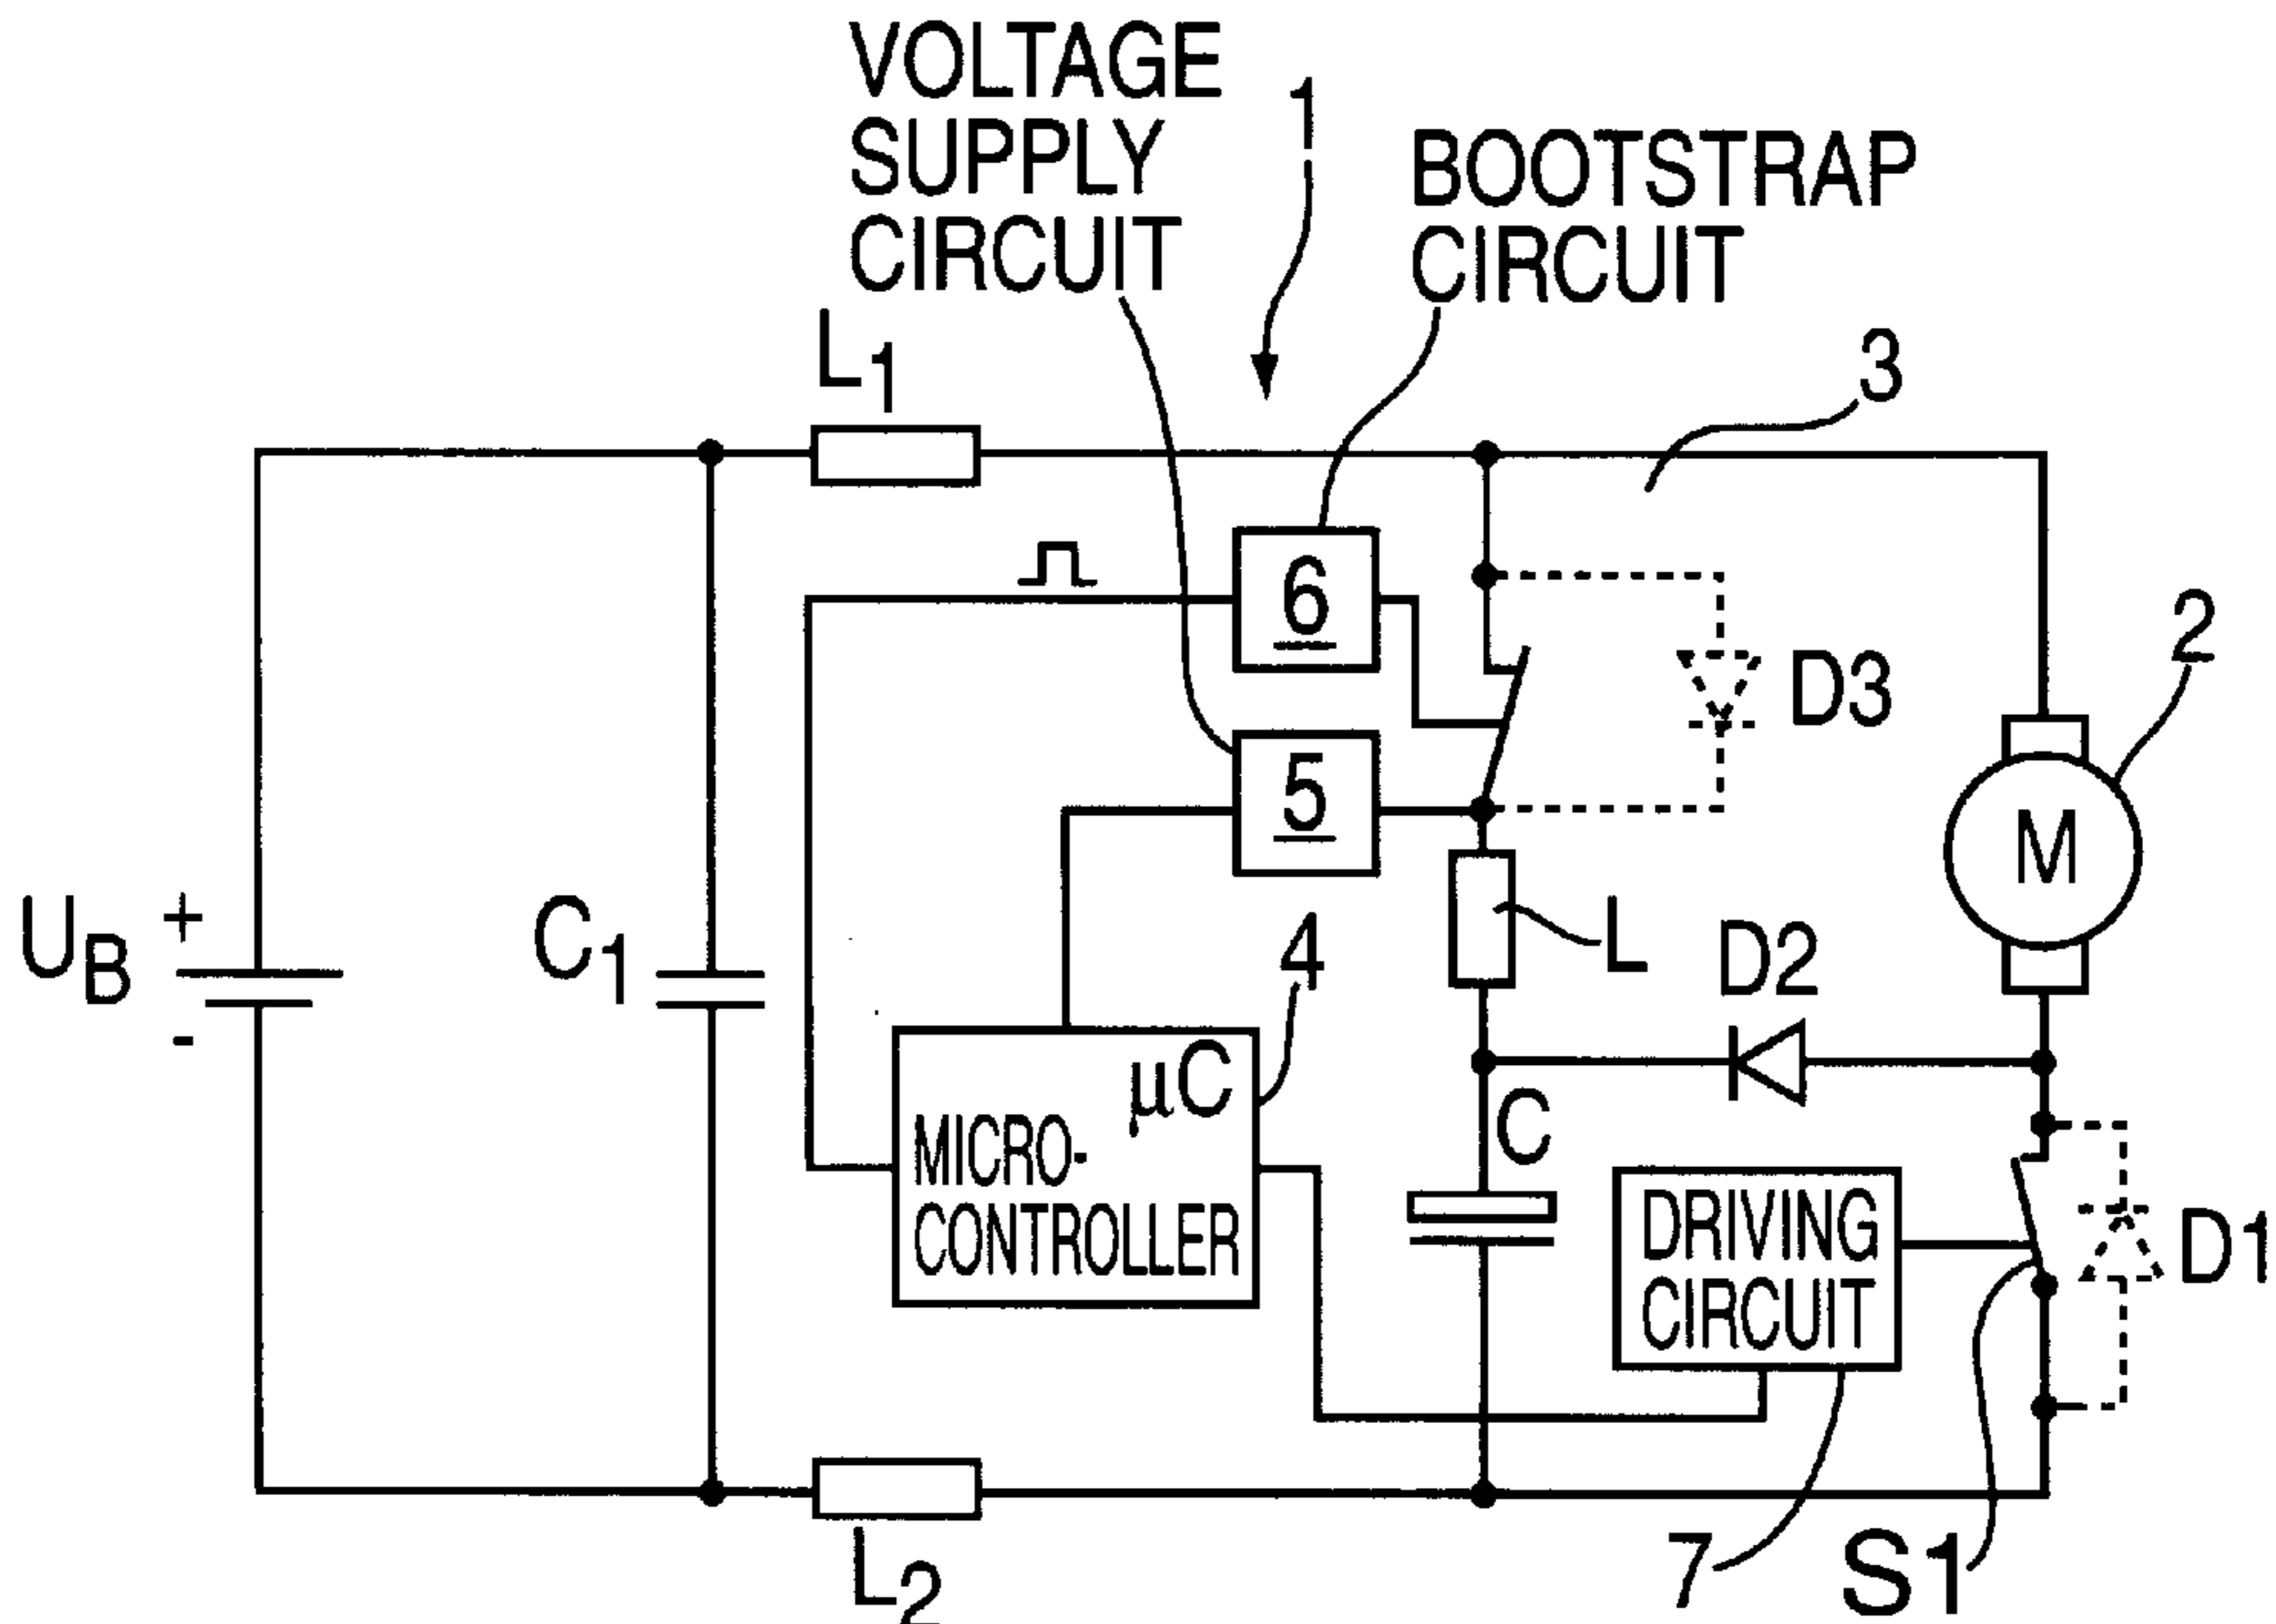 VOLTAGE
SUPPLY
CIRCUIT
1
BOOTSTRAP
CIRCUIT
L1
3
6
D3
2
5
M
UB
+
-
C1
4
L
D2
µC
MICRO-
CONTROLLER
C
DRIVING
CIRCUIT
D1
L2
7
S1